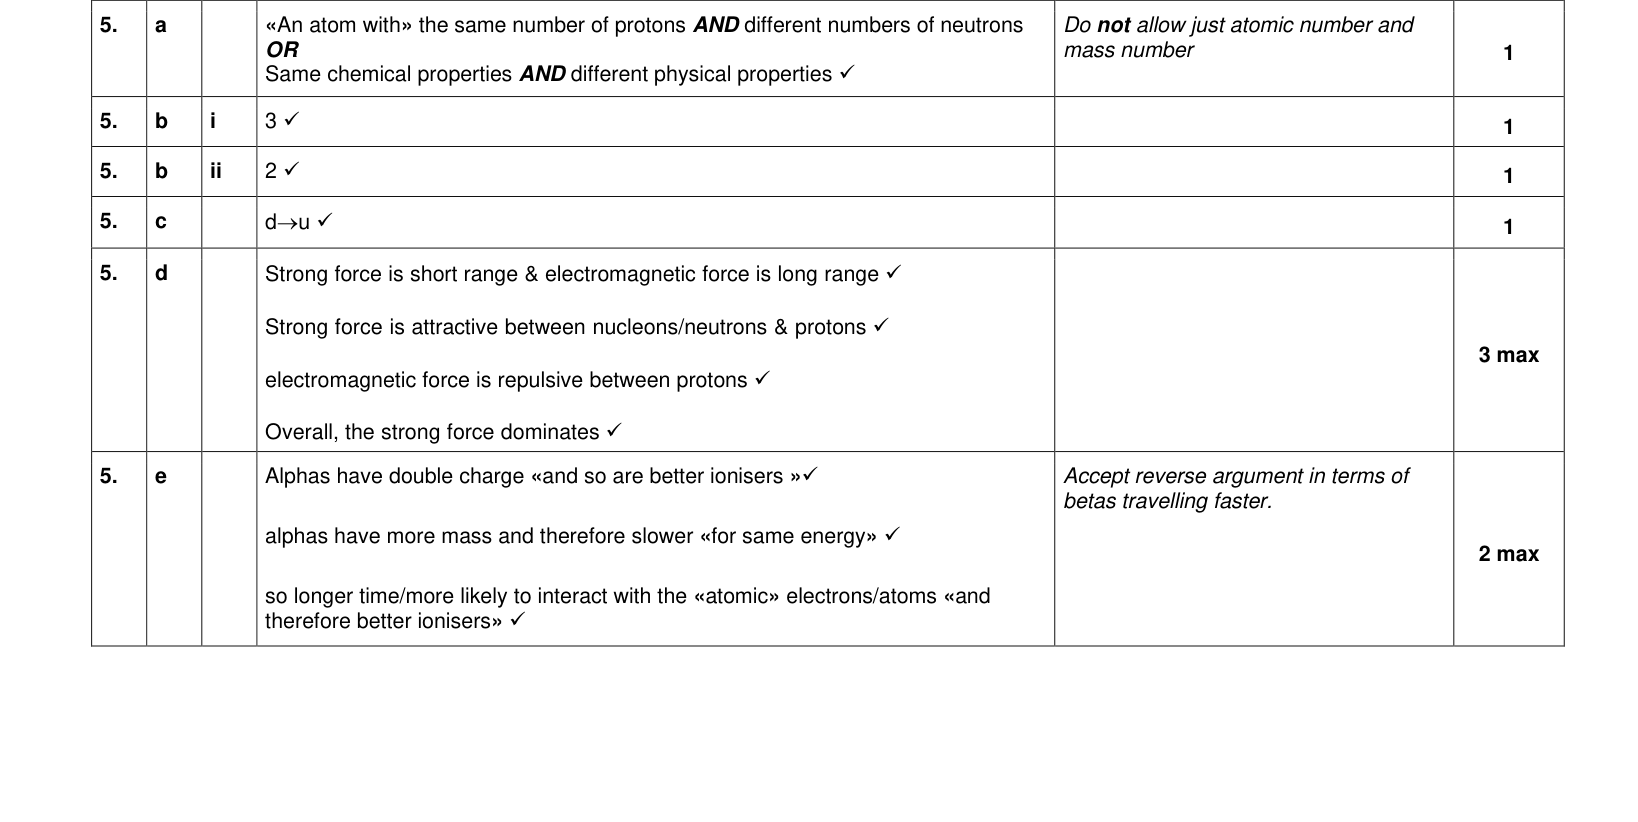 5. a «An atom with» the same number of protons AND different numbers of neutrons Do not allow just atomic number and
OR mass number 1
Same chemical properties AND different physical properties ✓
5. b i 3 ✓ 1
5. b ii 2 ✓ 1
5. c d→u ✓ 1
5. d Strong force is short range & electromagnetic force is long range ✓
Strong force is attractive between nucleons/neutrons & protons ✓
3 max
electromagnetic force is repulsive between protons ✓
Overall, the strong force dominates ✓
5. e Alphas have double charge «and so are better ionisers »✓ Accept reverse argument in terms of
betas travelling faster.
alphas have more mass and therefore slower «for same energy» ✓
2 max
so longer time/more likely to interact with the «atomic» electrons/atoms «and
therefore better ionisers» ✓